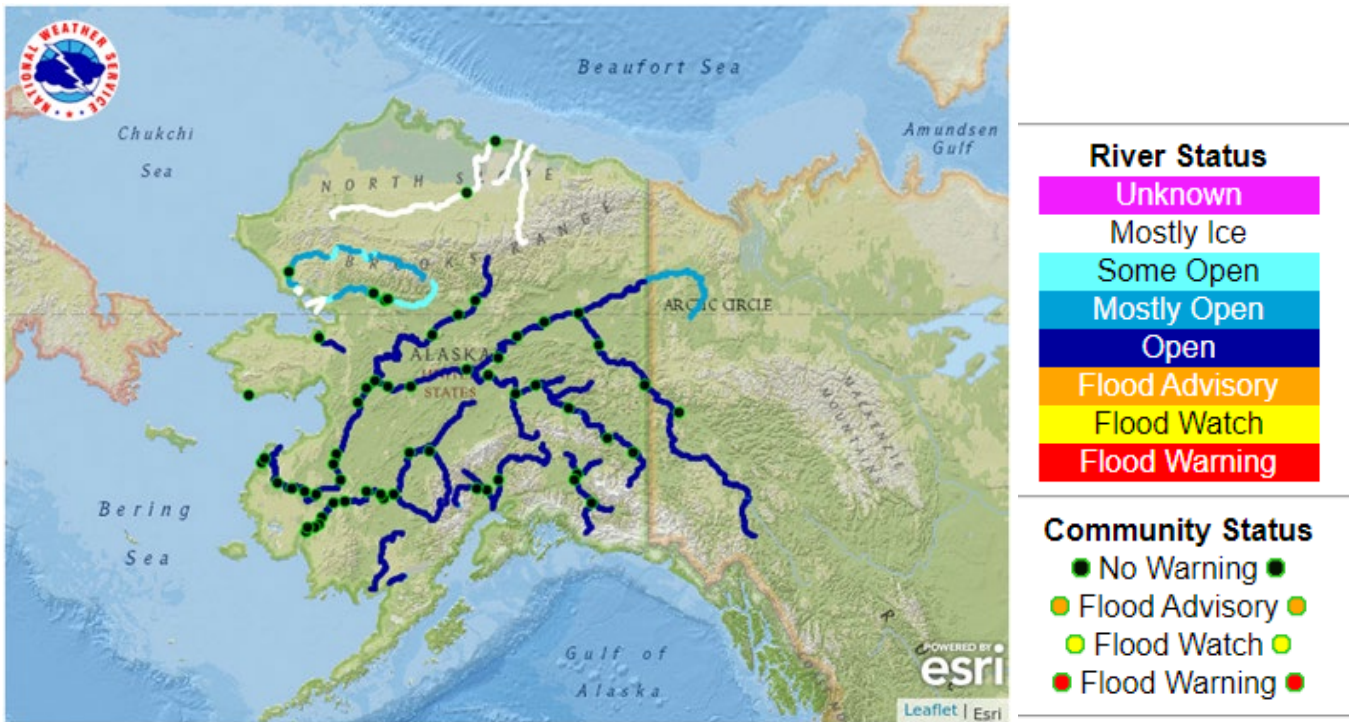 NATIONAL WEATHER SERVICE
Beaufort Sea
Chukchi
Sea
Amundsen
Gulf
NORTH SLOPE
BROOKS RANGE
ARCTIC CIRCLE
ALASKA
STATES
MACKENZIE
MOUNTAINS
Bering
Sea
Gulf of
Alaska
POWERED BY
esri
Leaflet | Esri
River Status
Unknown
Mostly Ice
Some Open
Mostly Open
Open
Flood Advisory
Flood Watch
Flood Warning
Community Status
No Warning
Flood Advisory
Flood Watch
Flood Warning